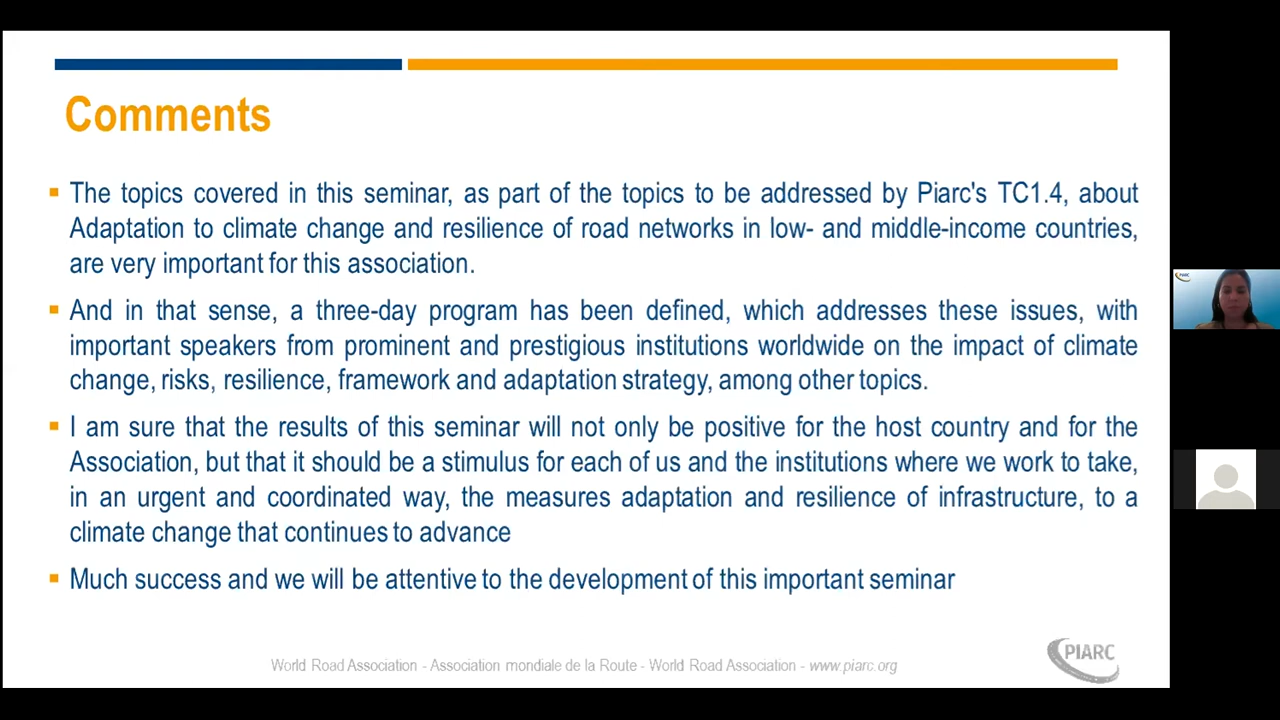 Comments
The topics covered in this seminar, as part of the topics to be addressed by Piarc's TC1.4, about
Adaptation to climate change and resilience of road networks in low- and middle-income countries,
are very important for this association.
And in that sense, a three-day program has been defined, which addresses these issues, with
important speakers from prominent and prestigious institutions worldwide on the impact of climate
change, risks, resilience, framework and adaptation strategy, among other topics.
I am sure that the results of this seminar will not only be positive for the host country and for the
Association, but that it should be a stimulus for each of us and the institutions where we work to take,
in an urgent and coordinated way, the measures adaptation and resilience of infrastructure, to a
climate change that continues to advance
Much success and we will be attentive to the development of this important seminar
World Road Association - Association mondiale de la Route - World Road Association - www.piarc.org
PIARC
PIARC